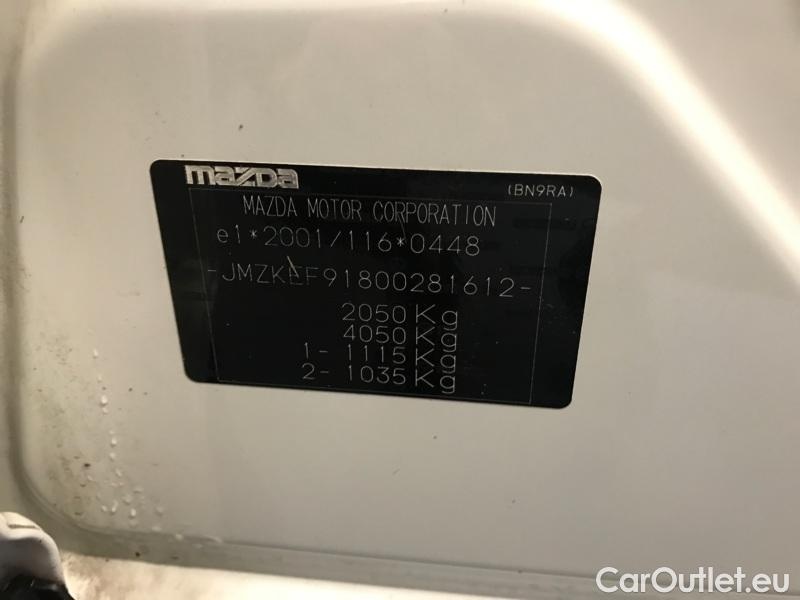 mazda
(BN9RA)
MAZDA MOTOR CORPORATION
e1*2001/116*0448
-JMZKEF91800281612-
2050Kg
4050Kg
1- 1115Kg
2- 1035Kg
CarOutlet.eu